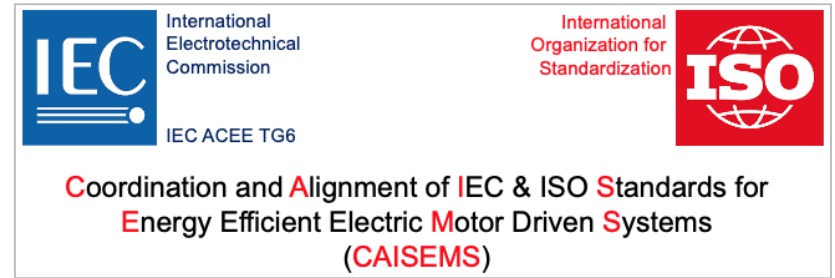 IEC
International
Electrotechnical
Commission
IEC ACEE TG6
International
Organization for
Standardization
ISO
Coordination and Alignment of IEC & ISO Standards for
Energy Efficient Electric Motor Driven Systems
(CAISEMS)